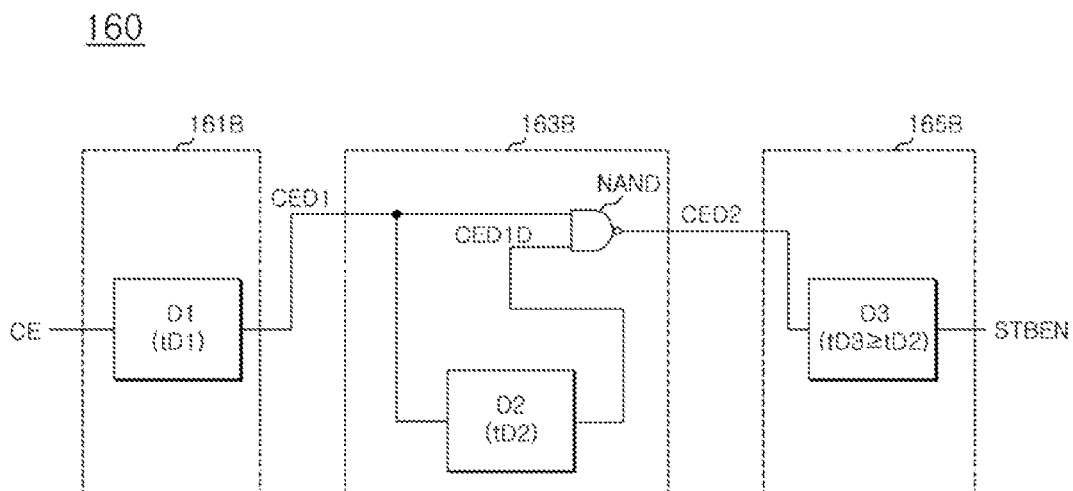 160
161B
163B
165B
CED1
NAND
CED1D
CED2
CE
D1
(tD1)
D2
(tD2)
D3
(tD3≥tD2)
STBEN